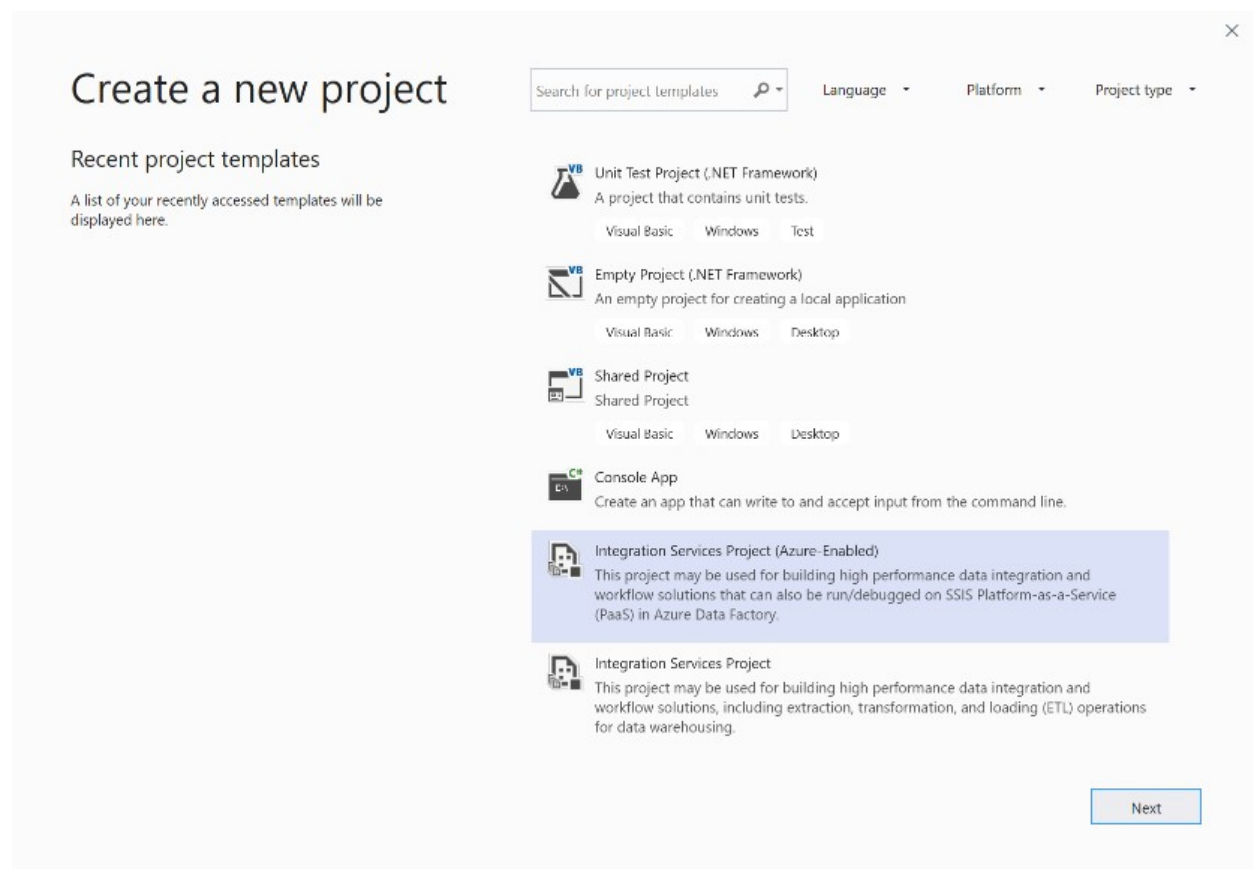 Create a new project
Search for project templates
Language
Platform
Project type
Recent project templates
A list of your recently accessed templates will be
displayed here.
VB
Unit Test Project (.NET Framework)
A project that contains unit tests.
Visual Basic Windows Test
VB
Empty Project (.NET Framework)
An empty project for creating a local application
Visual Basic Windows Desktop
VB
Shared Project
Shared Project
Visual Basic Windows Desktop
C#
C:\
Console App
Create an app that can write to and accept input from the command line.
Integration Services Project (Azure-Enabled)
This project may be used for building high performance data integration and
workflow solutions that can also be run/debugged on SSIS Platform-as-a-Service
(PaaS) in Azure Data Factory.
Integration Services Project
This project may be used for building high performance data integration and
workflow solutions, including extraction, transformation, and loading (ETL) operations
for data warehousing.
Next